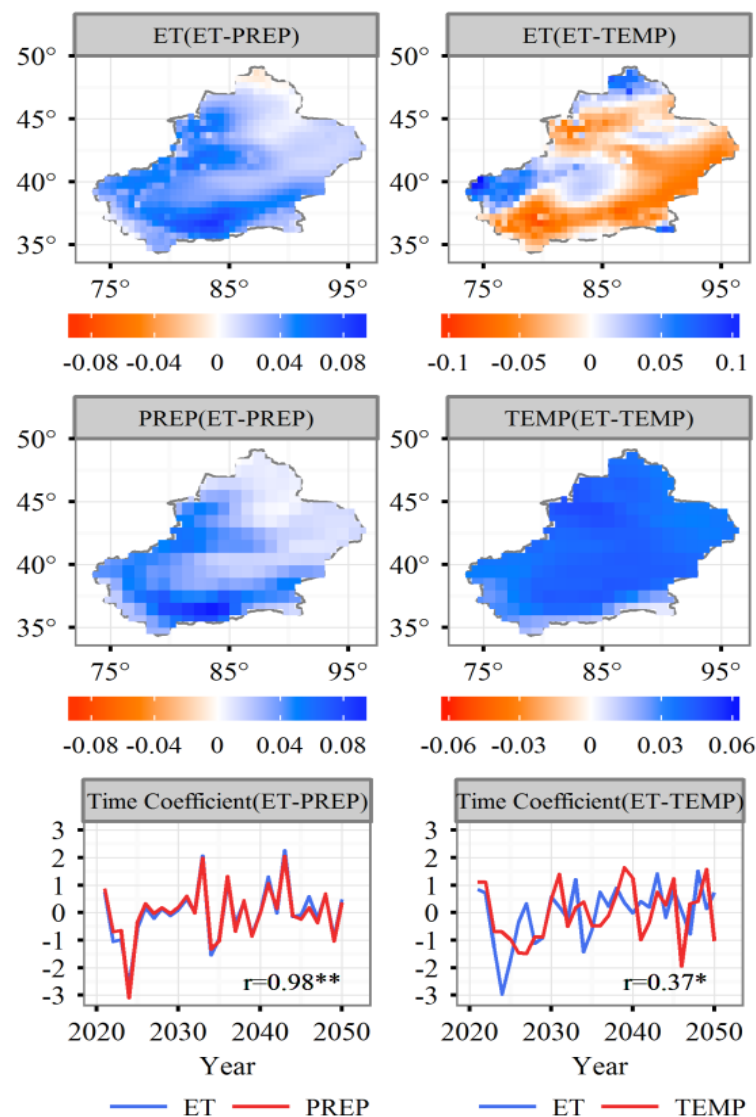 ET(ET-PREP) ET(ET-TEMP)
50° 50°
45° 45°
40° 40°
35° 35°
75° 85° 95° 75° 85° 95°
-0.08 -0.04 0 0.04 0.08 -0.1 -0.05 0 0.05 0.1
PREP(ET-PREP) TEMP(ET-TEMP)
50° 50°
45° 45°
40° 40°
35° 35°
75° 85° 95° 75° 85° 95°
-0.08 -0.04 0 0.04 0.08 -0.06 -0.03 0 0.03 0.06
Time Coefficient(ET-PREP) Time Coefficient(ET-TEMP)
3 3
2 2
1 1
0 0
-1 -1
-2 -2
r=0.98** r=0.37*
-3 -3
2020 2030 2040 2050 2020 2030 2040 2050
Year Year
ET PREP ET TEMP